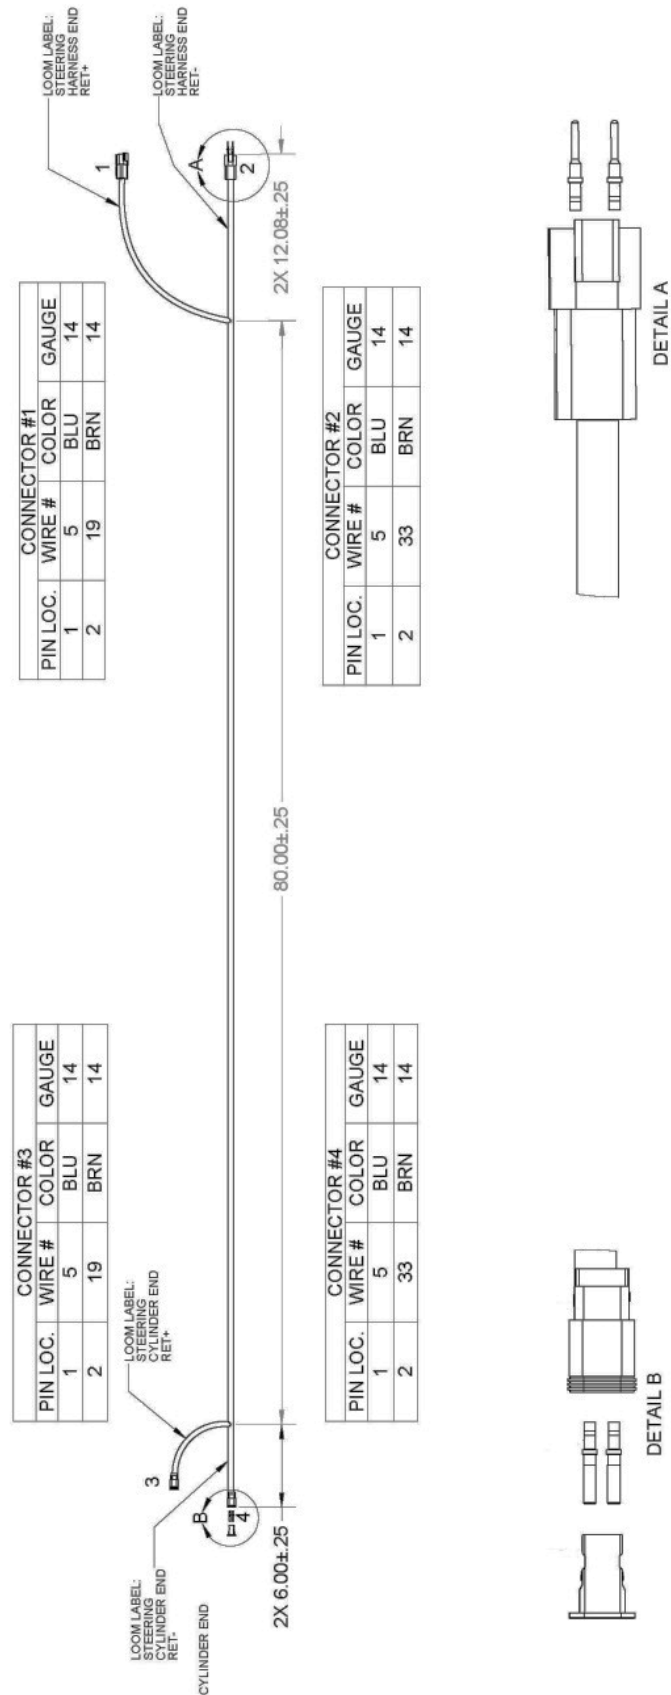 CONNECTOR #3
PIN LOC. WIRE # COLOR GAUGE
1 5 BLU 14
2 19 BRN 14
CONNECTOR #1
PIN LOC. WIRE # COLOR GAUGE
1 5 BLU 14
2 19 BRN 14
LOOM LABEL:
STEERING
HARNESS END
RET+
LOOM LABEL:
STEERING
CYLINDER END
RET+
1
3
LOOM LABEL:
STEERING
HARNESS END
RET-
LOOM LABEL:
STEERING
CYLINDER END
RET-
CYLINDER END
B
4
A
2
2X 6.00±.25
80.00±.25
2X 12.08±.25
CONNECTOR #4
PIN LOC. WIRE # COLOR GAUGE
1 5 BLU 14
2 33 BRN 14
CONNECTOR #2
PIN LOC. WIRE # COLOR GAUGE
1 5 BLU 14
2 33 BRN 14
DETAIL B
DETAIL A